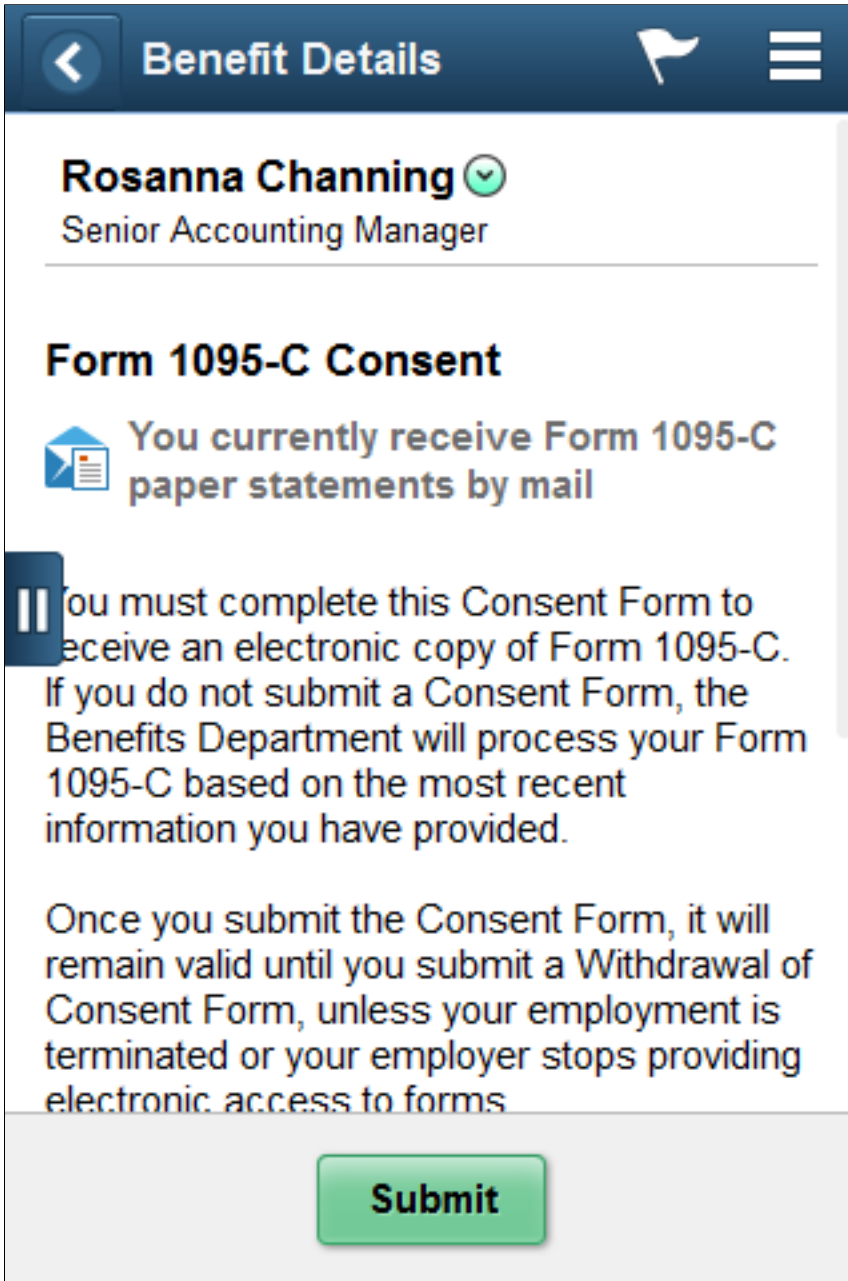 Benefit Details
Rosanna Channing
Senior Accounting Manager
Form 1095-C Consent
You currently receive Form 1095-C
paper statements by mail
You must complete this Consent Form to
receive an electronic copy of Form 1095-C.
If you do not submit a Consent Form, the
Benefits Department will process your Form
1095-C based on the most recent
information you have provided.
Once you submit the Consent Form, it will
remain valid until you submit a Withdrawal of
Consent Form, unless your employment is
terminated or your employer stops providing
electronic access to forms
Submit